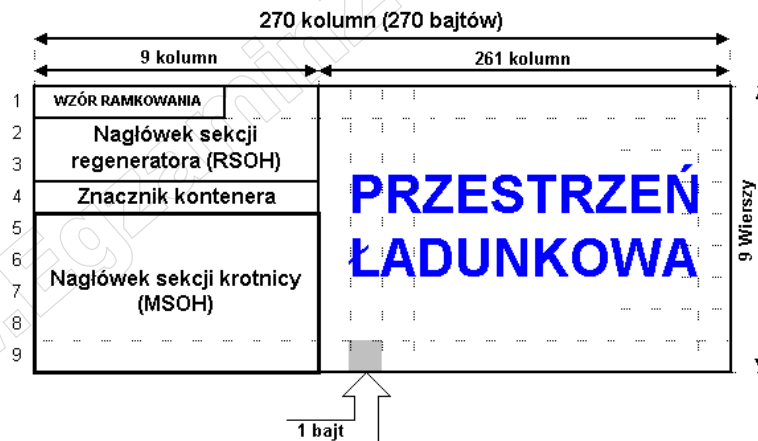 270 kolumn (270 bajtów)
9 kolumn
261 kolumn
1
WZÓR RAMKOWANIA
2
Nagłówek sekcji
regeneratora (RSOH)
3
4
Znacznik kontenera
PRZESTRZEŃ
ŁADUNKOWA
5
6
Nagłówek sekcji krotnicy
(MSOH)
7
8
9
9 Wierszy
1 bajt